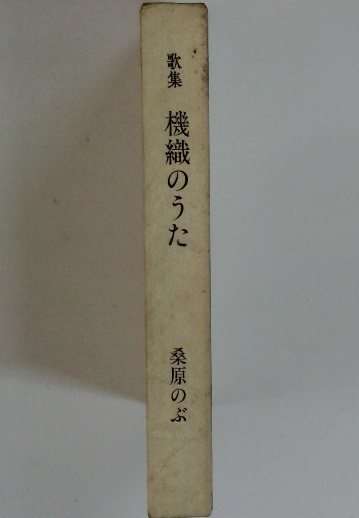 歌集
機織のうた
桑原のぶ